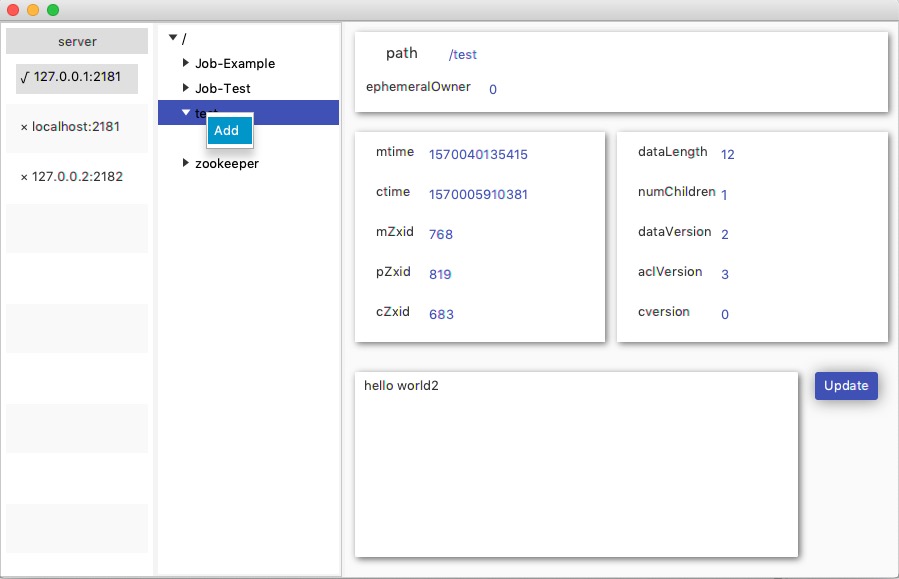 server
√ 127.0.0.1:2181
× localhost:2181
× 127.0.0.2:2182
/
Job-Example
Job-Test
test
Add
zookeeper
path /test
ephemeralOwner 0
mtime 1570040135415
ctime 1570005910381
mZxid 768
pZxid 819
cZxid 683
dataLength 12
numChildren 1
dataVersion 2
aclVersion 3
cversion 0
hello world2
Update